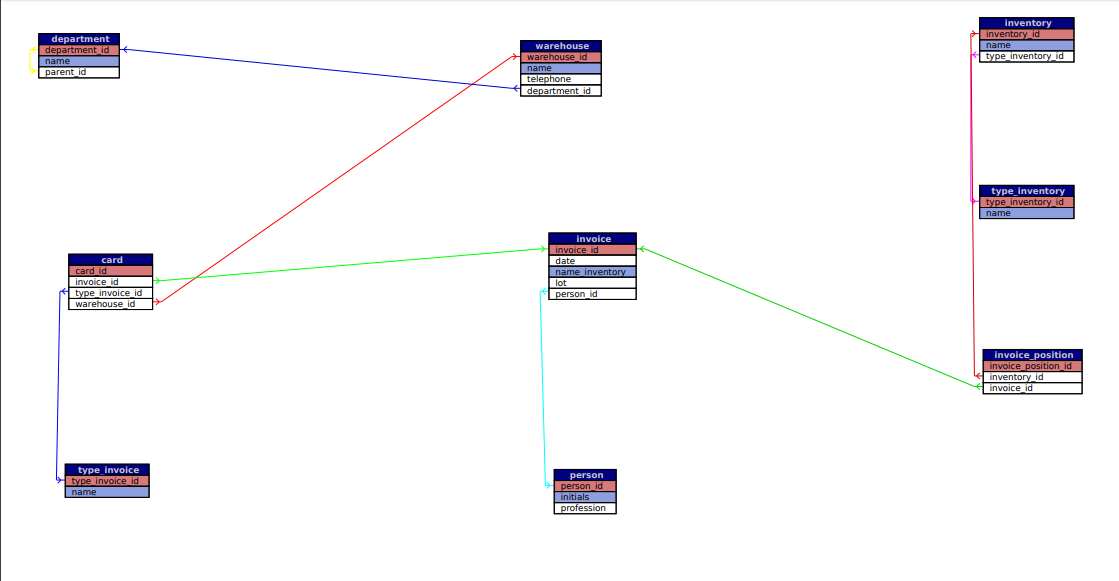 department
department_id
name
parent_id
warehouse
warehouse_id
name
telephone
department_id
inventory
inventory_id
name
type_inventory_id
type_inventory
type_inventory_id
name
card
card_id
invoice_id
type_invoice_id
warehouse_id
invoice
invoice_id
date
name_inventory
lot
person_id
invoice_position
invoice_position_id
inventory_id
invoice_id
type_invoice
type_invoice_id
name
person
person_id
initials
profession